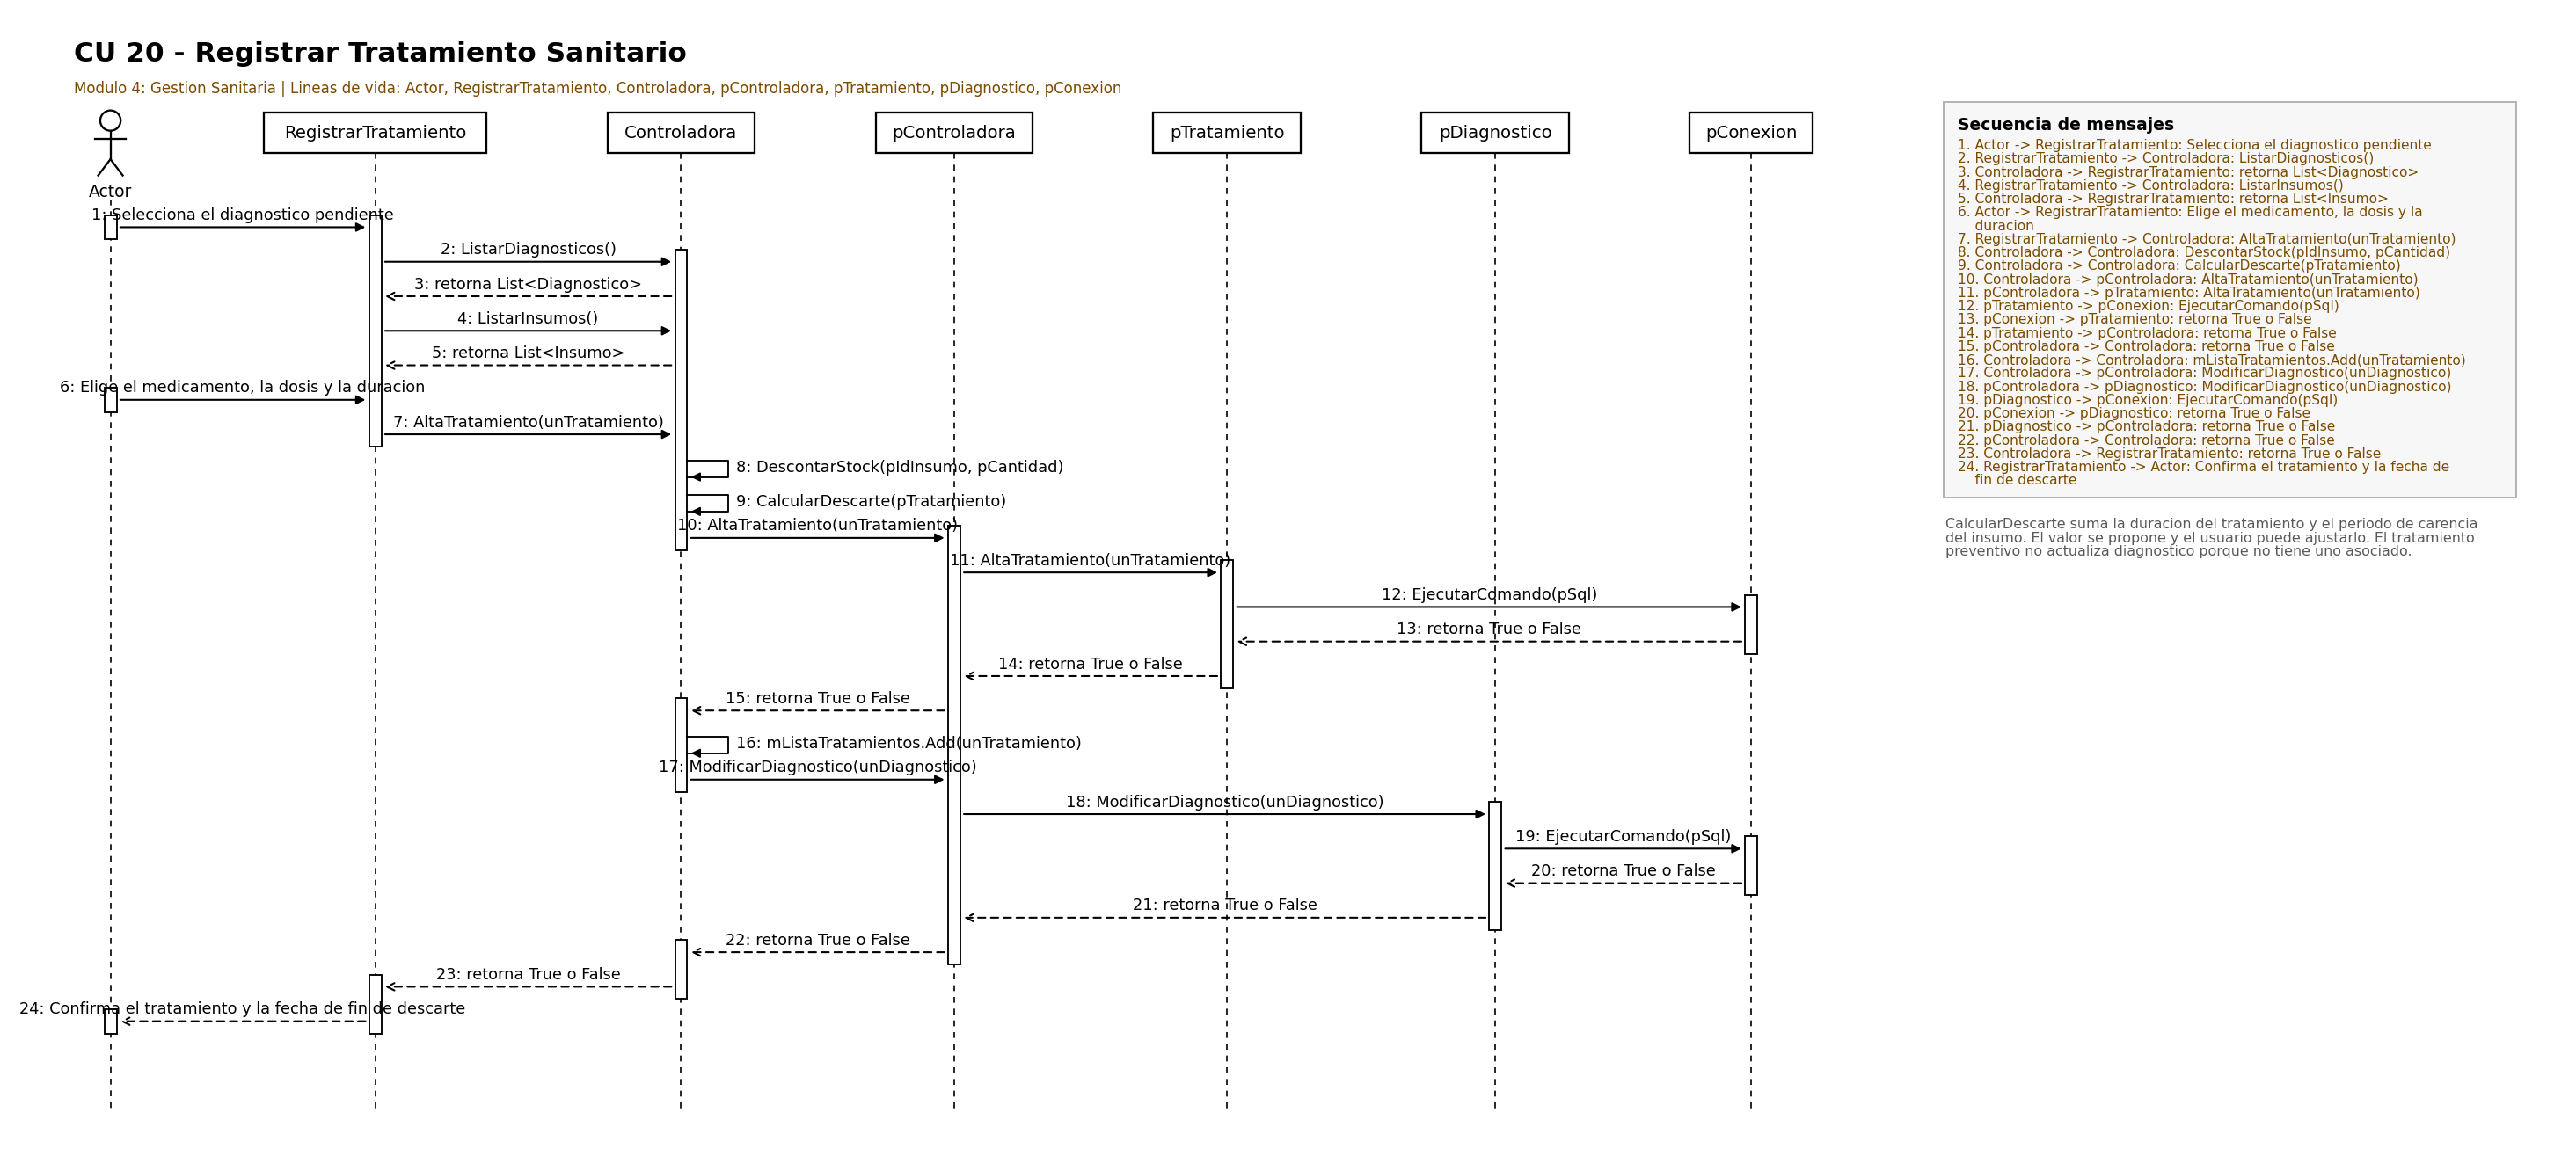 CU 20 - Registrar Tratamiento Sanitario
Modulo 4: Gestion Sanitaria | Lineas de vida: Actor, RegistrarTratamiento, Controladora, pControladora, pTratamiento, pDiagnostico, pConexion
RegistrarTratamiento
Controladora
pControladora
pTratamiento
pDiagnostico
pConexion
Actor
1: Selecciona el diagnostico pendiente
2: ListarDiagnosticos()
3: retorna List<Diagnostico>
4: ListarInsumos()
5: retorna List<Insumo>
6: Elige el medicamento, la dosis y la duracion
7: AltaTratamiento(unTratamiento)
8: DescontarStock(pIdInsumo, pCantidad)
9: CalcularDescarte(pTratamiento)
10: AltaTratamiento(unTratamiento)
11: AltaTratamiento(unTratamiento)
12: EjecutarComando(pSql)
13: retorna True o False
14: retorna True o False
15: retorna True o False
16: mListaTratamientos.Add(unTratamiento)
17: ModificarDiagnostico(unDiagnostico)
18: ModificarDiagnostico(unDiagnostico)
19: EjecutarComando(pSql)
20: retorna True o False
21: retorna True o False
22: retorna True o False
23: retorna True o False
24: Confirma el tratamiento y la fecha de fin de descarte
Secuencia de mensajes
1. Actor -> RegistrarTratamiento: Selecciona el diagnostico pendiente
2. RegistrarTratamiento -> Controladora: ListarDiagnosticos()
3. Controladora -> RegistrarTratamiento: retorna List<Diagnostico>
4. RegistrarTratamiento -> Controladora: ListarInsumos()
5. Controladora -> RegistrarTratamiento: retorna List<Insumo>
6. Actor -> RegistrarTratamiento: Elige el medicamento, la dosis y la
duracion
7. RegistrarTratamiento -> Controladora: AltaTratamiento(unTratamiento)
8. Controladora -> Controladora: DescontarStock(pIdInsumo, pCantidad)
9. Controladora -> Controladora: CalcularDescarte(pTratamiento)
10. Controladora -> pControladora: AltaTratamiento(unTratamiento)
11. pControladora -> pTratamiento: AltaTratamiento(unTratamiento)
12. pTratamiento -> pConexion: EjecutarComando(pSql)
13. pConexion -> pTratamiento: retorna True o False
14. pTratamiento -> pControladora: retorna True o False
15. pControladora -> Controladora: retorna True o False
16. Controladora -> Controladora: mListaTratamientos.Add(unTratamiento)
17. Controladora -> pControladora: ModificarDiagnostico(unDiagnostico)
18. pControladora -> pDiagnostico: ModificarDiagnostico(unDiagnostico)
19. pDiagnostico -> pConexion: EjecutarComando(pSql)
20. pConexion -> pDiagnostico: retorna True o False
21. pDiagnostico -> pControladora: retorna True o False
22. pControladora -> Controladora: retorna True o False
23. Controladora -> RegistrarTratamiento: retorna True o False
24. RegistrarTratamiento -> Actor: Confirma el tratamiento y la fecha de
fin de descarte
CalcularDescarte suma la duracion del tratamiento y el periodo de carencia
del insumo. El valor se propone y el usuario puede ajustarlo. El tratamiento
preventivo no actualiza diagnostico porque no tiene uno asociado.